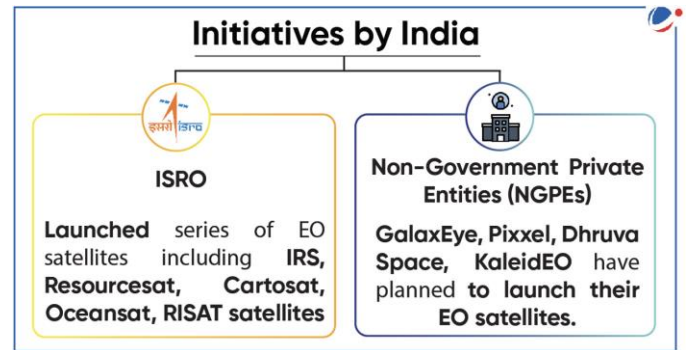 Initiatives by India
इसरो isro
ISRO
Launched series of EO
satellites including IRS,
Resourcesat, Cartosat,
Oceansat, RISAT satellites
Non-Government Private
Entities (NGPEs)
GalaxEye, Pixxel, Dhruva
Space, KaleidEO have
planned to launch their
EO satellites.